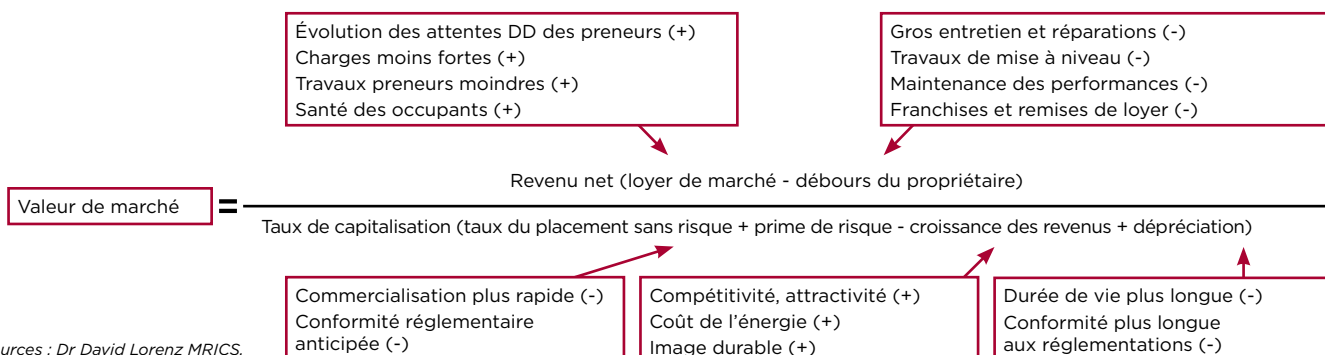 Évolution des attentes DD des preneurs (+)
Charges moins fortes (+)
Travaux preneurs moindres (+)
Santé des occupants (+)
Gros entretien et réparations (-)
Travaux de mise à niveau (-)
Maintenance des performances (-)
Franchises et remises de loyer (-)
Revenu net (loyer de marché - débours du propriétaire)
Valeur de marché =
Taux de capitalisation (taux du placement sans risque + prime de risque - croissance des revenus + dépréciation)
Commercialisation plus rapide (-)
Conformité réglementaire
anticipée (-)
Compétitivité, attractivité (+)
Coût de l'énergie (+)
Image durable (+)
Durée de vie plus longue (-)
Conformité plus longue
aux réglementations (-)
urces : Dr David Lorenz MRICS.